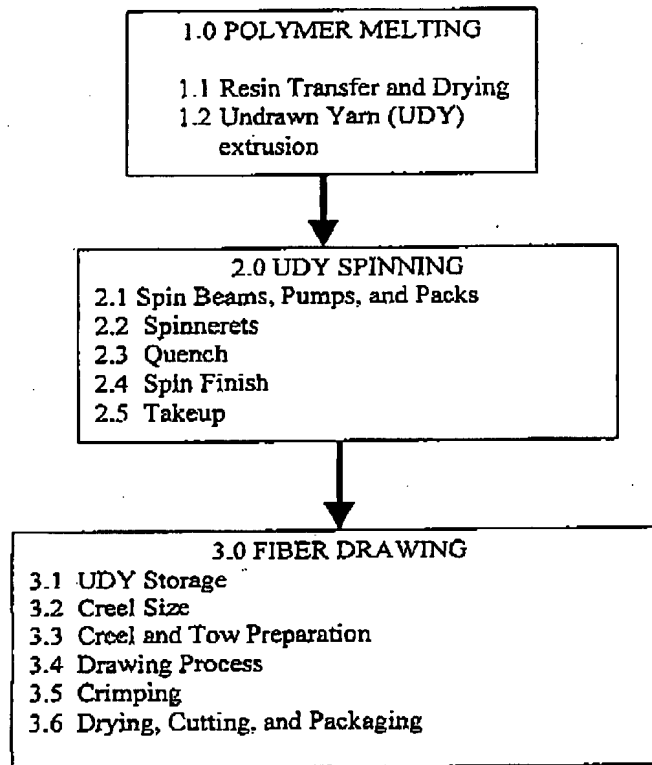 1.0 POLYMER MELTING
1.1 Resin Transfer and Drying
1.2 Undrawn Yarn (UDY)
extrusion
2.0 UDY SPINNING
2.1 Spin Beams, Pumps, and Packs
2.2 Spinnerets
2.3 Quench
2.4 Spin Finish
2.5 Takeup
3.0 FIBER DRAWING
3.1 UDY Storage
3.2 Creel Size
3.3 Creel and Tow Preparation
3.4 Drawing Process
3.5 Crimping
3.6 Drying, Cutting, and Packaging